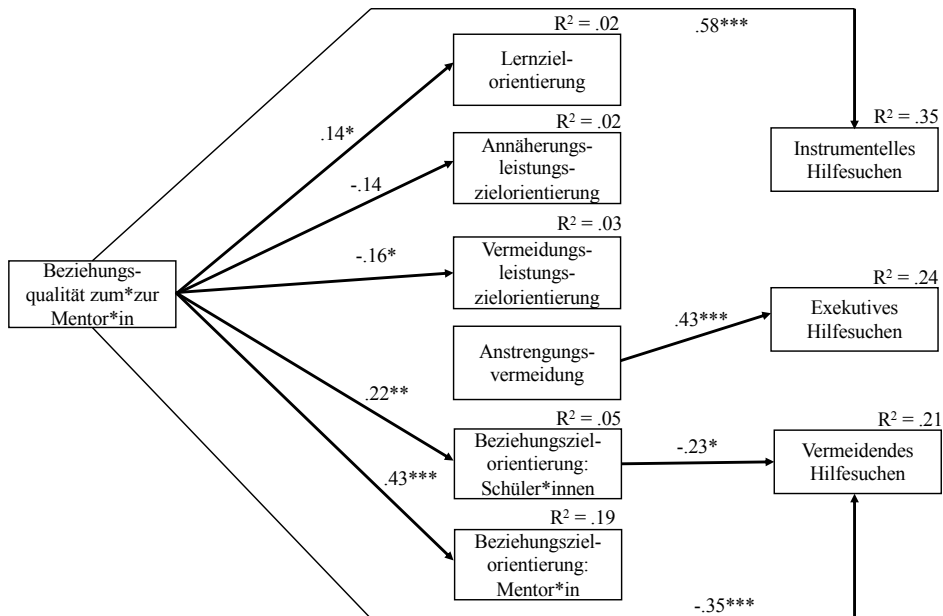 R² = .02
.58***
Lernziel-
orientierung
R² = .35
.14*
R² = .02
Annäherungs-
leistungs-
zielorientierung
Instrumentelles
Hilfesuchen
-.14
R² = .03
-.16*
Vermeidungs-
leistungs-
zielorientierung
Beziehungs-
qualität zum*zur
Mentor*in
R² = .24
Exekutives
Hilfesuchen
.43***
Anstrengungs-
vermeidung
.22**
R² = .05
R² = .21
Beziehungsziel-
orientierung:
Schüler*innen
-.23*
Vermeidendes
Hilfesuchen
.43***
R² = .19
Beziehungsziel-
orientierung:
Mentor*in
-.35***